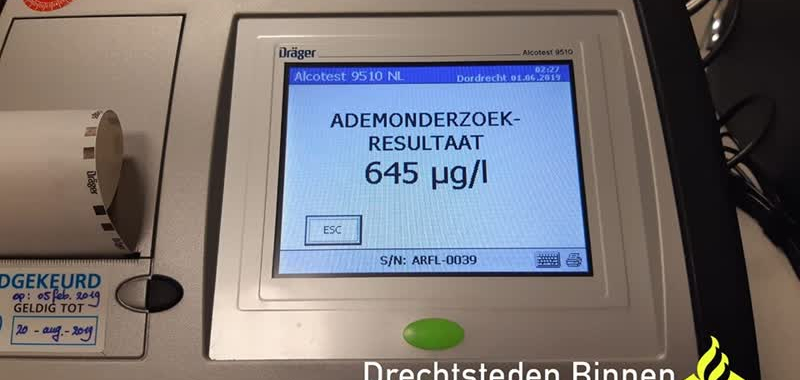 Dräger
Alcotest 9510
Alcotest 9510 NL
02:27
Dordrecht 01.06.2019
ADEMONDERZOEK-
RESULTAAT
645 µg/l
ESC
S/N: ARFL-0039
Dräger
DGEKEURD
op: 05 feb. 2019
GELDIG TOT
20 - aug. - 2019
Drechtsteden Binnen